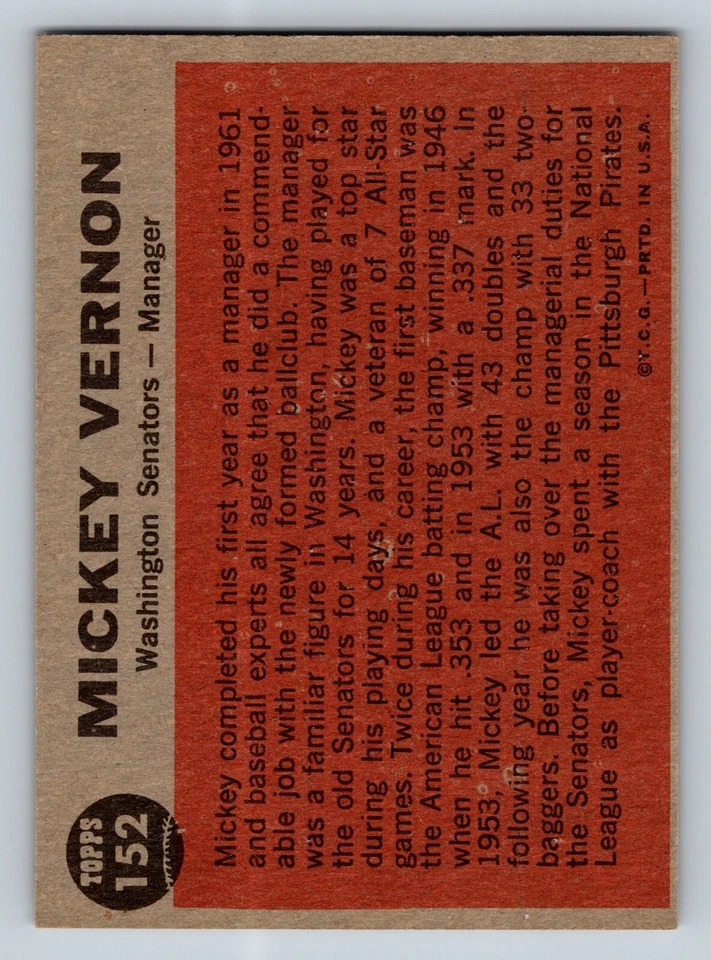 TOPPS
152
MICKEY VERNON
Washington Senators — Manager
Mickey completed his first year as a manager in 1961
and baseball experts all agree that he did a commend-
able job with the newly formed ballclub. The manager
was a familiar figure in Washington, having played for
the old Senators for 14 years. Mickey was a top star
during his playing days, and a veteran of 7 All-Star
games. Twice during his career, the first baseman was
the American League batting champ, winning in 1946
when he hit .353 and in 1953 with a .337 mark. In
1953, Mickey led the A.L. with 43 doubles and the
following year he was also the champ with 33 two-
baggers. Before taking over the managerial duties for
the Senators, Mickey spent a season in the National
League as player-coach with the Pittsburgh Pirates.
©T.C.G.—PRTD. IN U.S.A.